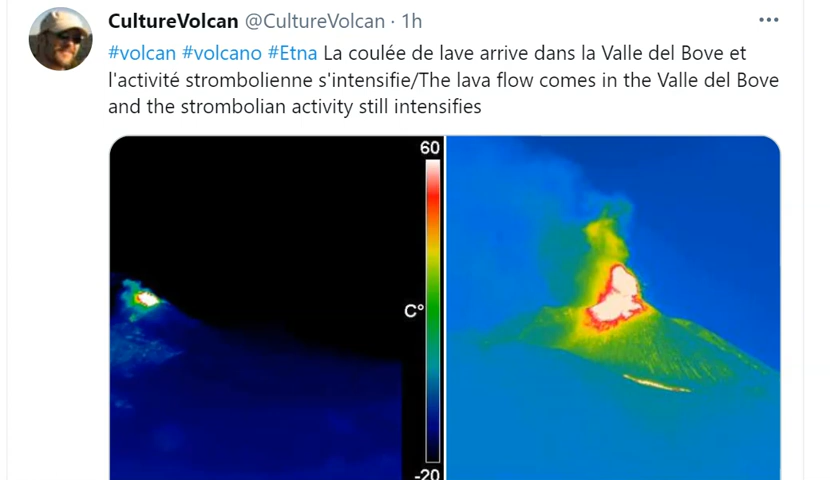 CultureVolcan @CultureVolcan · 1h
#volcan #volcano #Etna La coulée de lave arrive dans la Valle del Bove et
l'activité strombolienne s'intensifie/The lava flow comes in the Valle del Bove
and the strombolian activity still intensifies
60
C°
-20